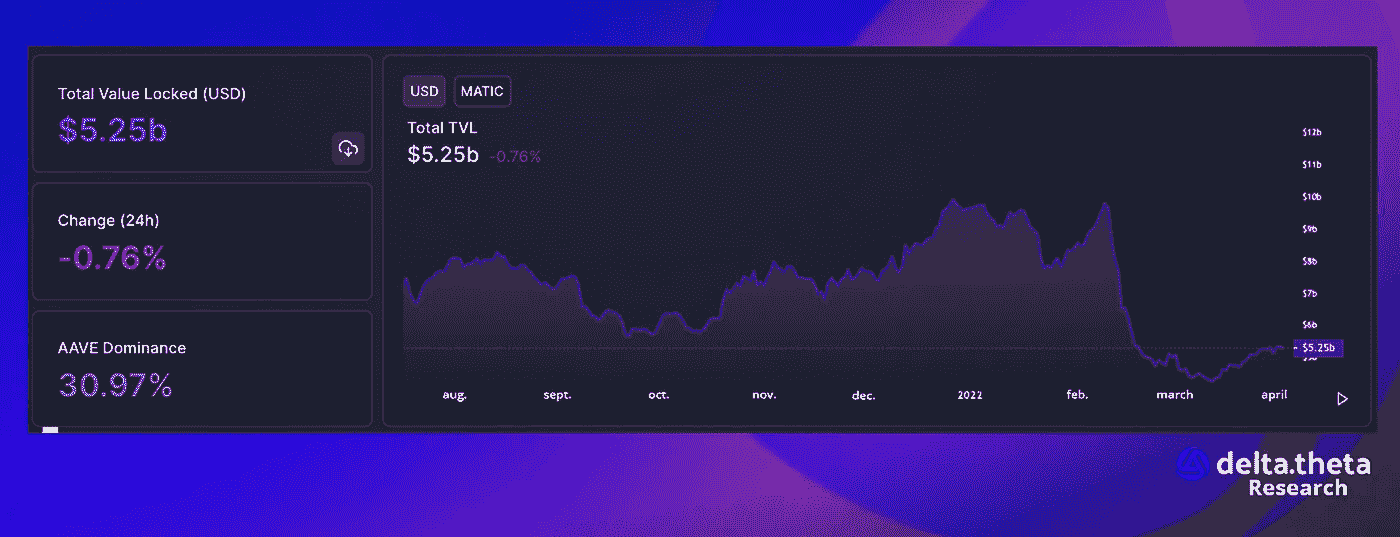 Total Value Locked (USD)
$5.25b
Change (24h)
-0.76%
AAVE Dominance
30.97%
USD MATIC
Total TVL
$5.25b -0.76%
$12b
$11b
$10b
$9b
$8b
$7b
$6b
$5.25b
aug. sept. oct. nov. dec. 2022 feb. march april
delta.theta
Research